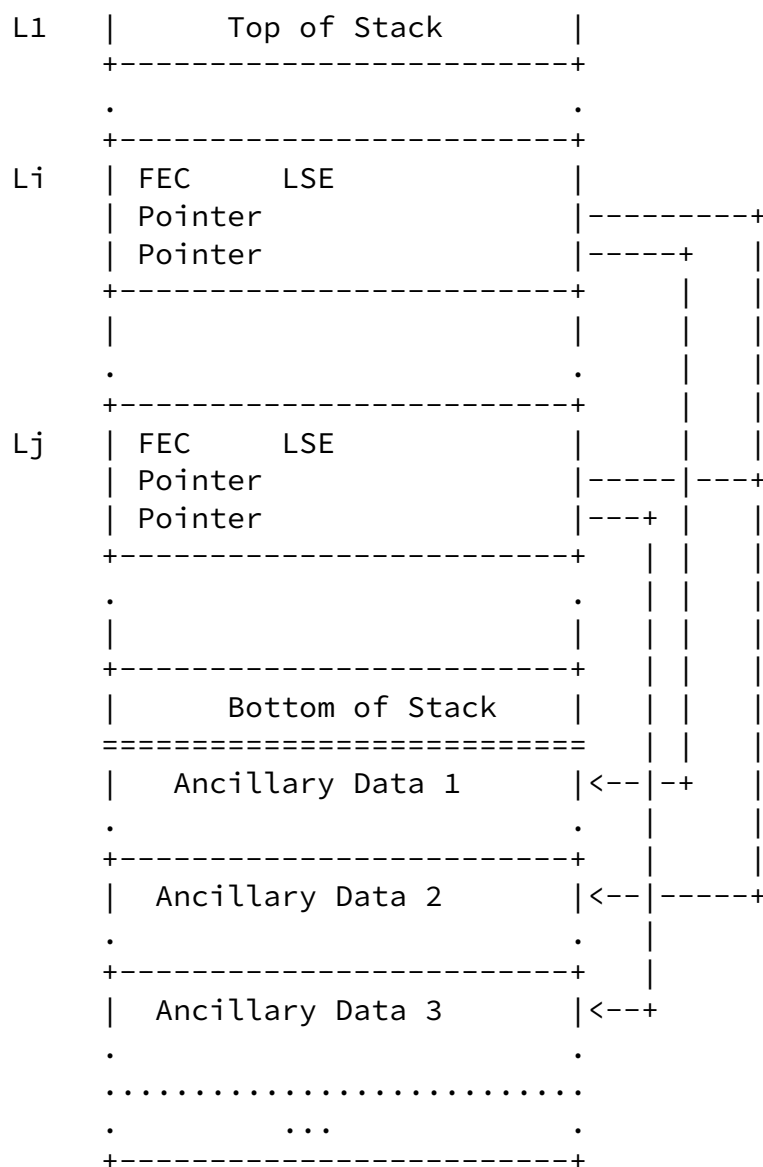 L1 Top of Stack
Li FEC LSE
Pointer
Pointer
Lj FEC LSE
Pointer
Pointer
Bottom of Stack
Ancillary Data 1
Ancillary Data 2
Ancillary Data 3
...